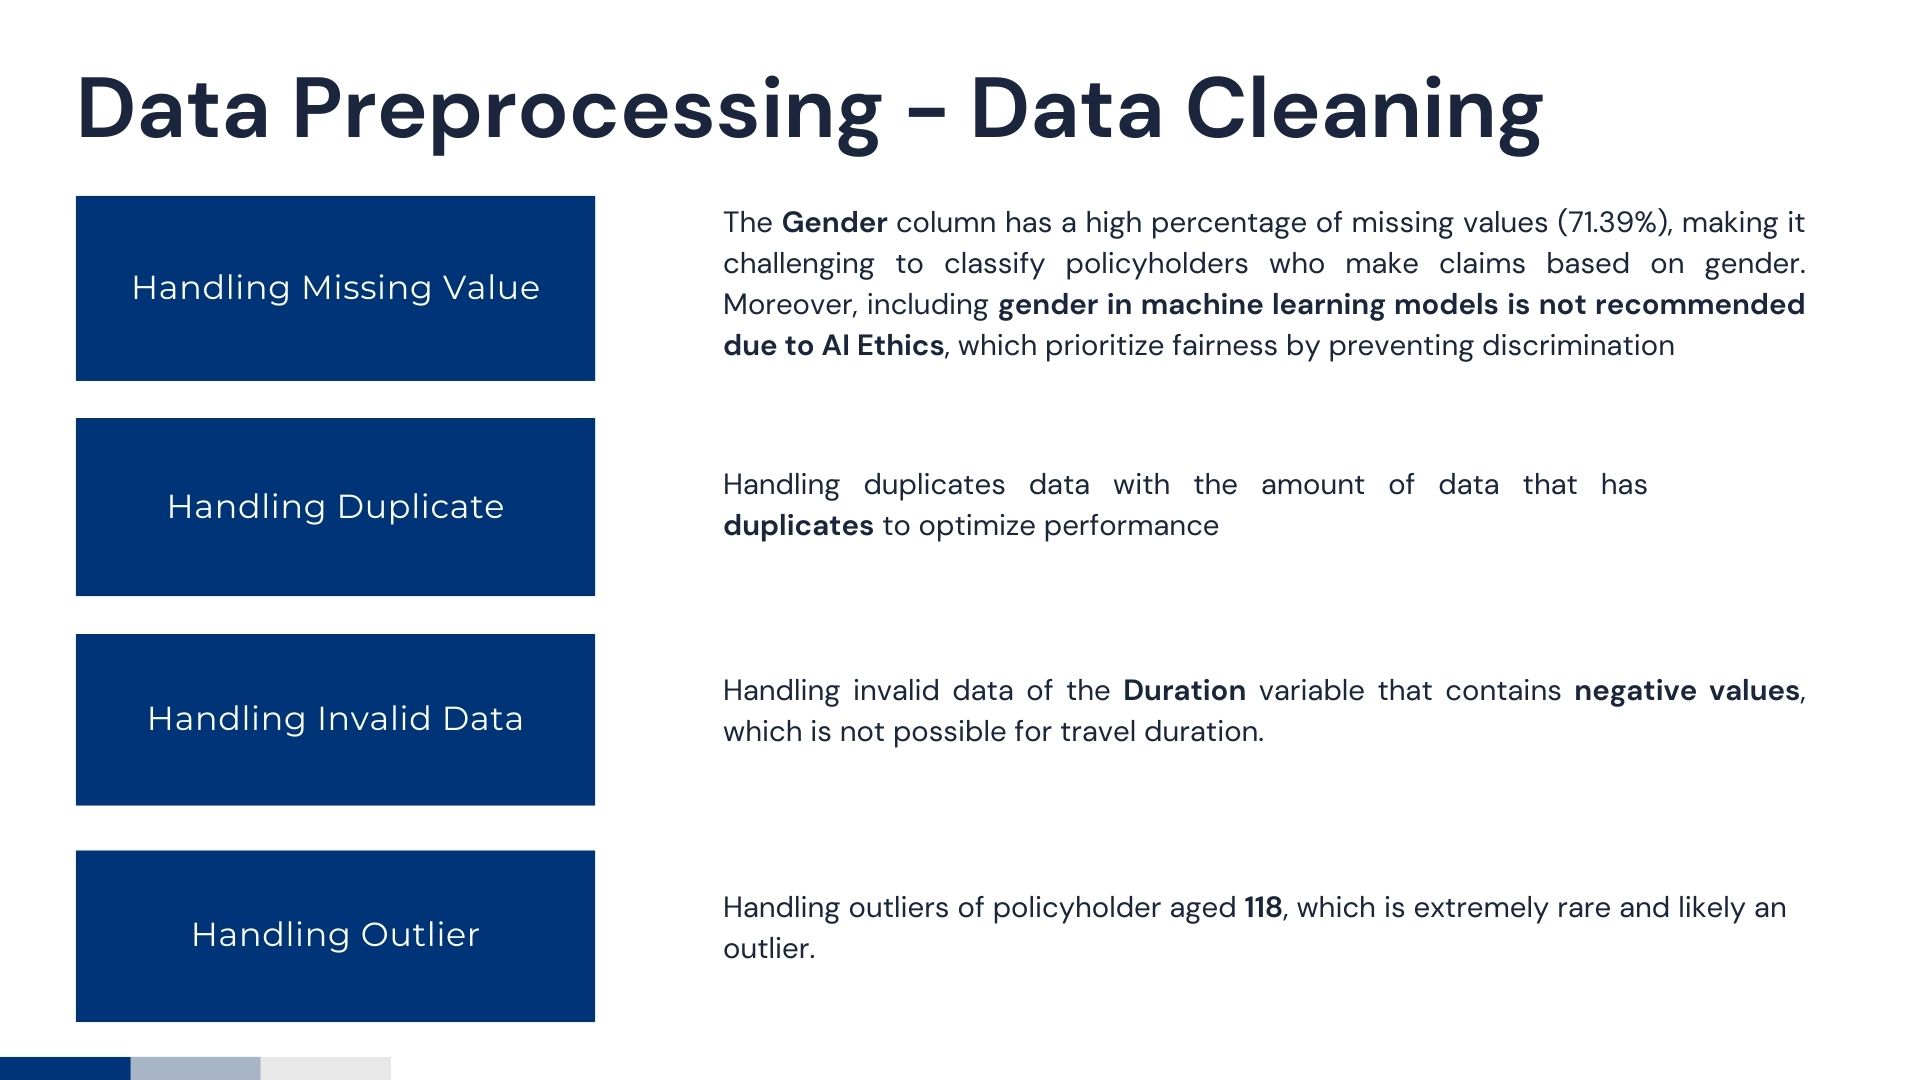 Data Preprocessing – Data Cleaning
Handling Missing Value
The Gender column has a high percentage of missing values (71.39%), making it
challenging to classify policyholders who make claims based on gender.
Moreover, including gender in machine learning models is not recommended
due to AI Ethics, which prioritize fairness by preventing discrimination
Handling Duplicate
Handling duplicates data with the amount of data that has
duplicates to optimize performance
Handling Invalid Data
Handling invalid data of the Duration variable that contains negative values,
which is not possible for travel duration.
Handling Outlier
Handling outliers of policyholder aged 118, which is extremely rare and likely an
outlier.